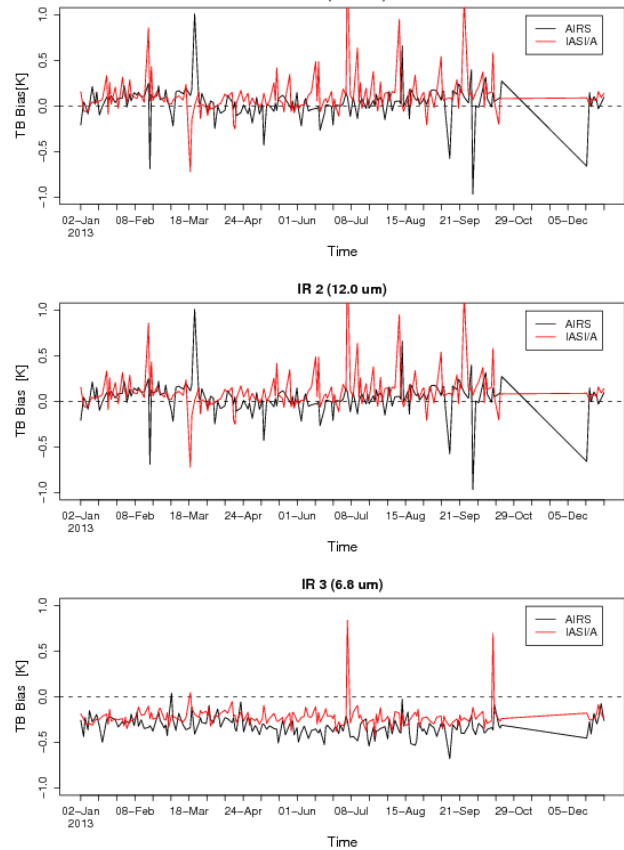 TB Bias[K]
1.0
0.5
0.0
−0.5
−1.0
AIRS
IASI/A
02−Jan 08−Feb 18−Mar 24−Apr 01−Jun 08−Jul 15−Aug 21−Sep 29−Oct 05−Dec
2013
Time
IR 2 (12.0 um)
TB Bias [K]
1.0
0.5
0.0
−0.5
−1.0
AIRS
IASI/A
02−Jan 08−Feb 18−Mar 24−Apr 01−Jun 08−Jul 15−Aug 21−Sep 29−Oct 05−Dec
2013
Time
IR 3 (6.8 um)
TB Bias [K]
1.0
0.5
0.0
−0.5
−1.0
AIRS
IASI/A
02−Jan 08−Feb 18−Mar 24−Apr 01−Jun 08−Jul 15−Aug 21−Sep 29−Oct 05−Dec
2013
Time